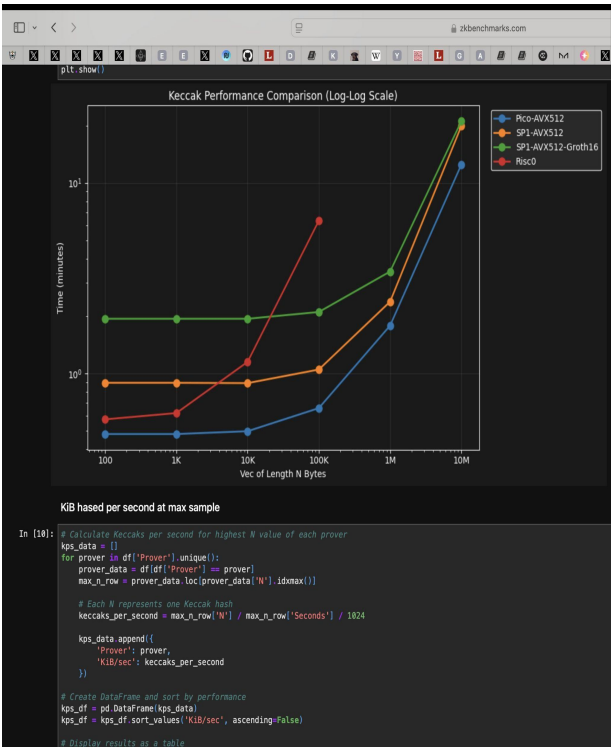 zkbenchmarks.com
plt.show()
Keccak Performance Comparison (Log-Log Scale)
Pico-AVX512
SP1-AVX512
SP1-AVX512-Groth16
Risc0
10¹
10⁰
Time (minutes)
100 1K 10K 100K 1M 10M
Vec of Length N Bytes
KiB hased per second at max sample
In [10]: # Calculate Keccaks per second for highest N value of each prover
kps_data = []
for prover in df['Prover'].unique():
prover_data = df[df['Prover'] == prover]
max_n_row = prover_data.loc[prover_data['N'].idxmax()]
# Each N represents one Keccak hash
keccaks_per_second = max_n_row['N'] / max_n_row['Seconds'] / 1024
kps_data.append({
'Prover': prover,
'KiB/sec': keccaks_per_second
})
# Create DataFrame and sort by performance
kps_df = pd.DataFrame(kps_data)
kps_df = kps_df.sort_values('KiB/sec', ascending=False)
# Display results as a table